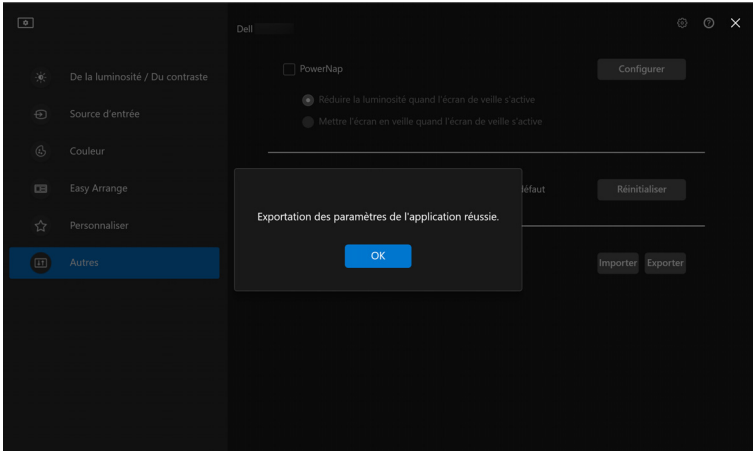 Dell
De la luminosité / Du contraste
Source d'entrée
Couleur
Easy Arrange
Personnaliser
Autres
PowerNap
Configurer
Réduire la luminosité quand l'écran de veille s'active
Mettre l'écran en veille quand l'écran de veille s'active
défaut
Réinitialiser
Exportation des paramètres de l'application réussie.
OK
Importer
Exporter